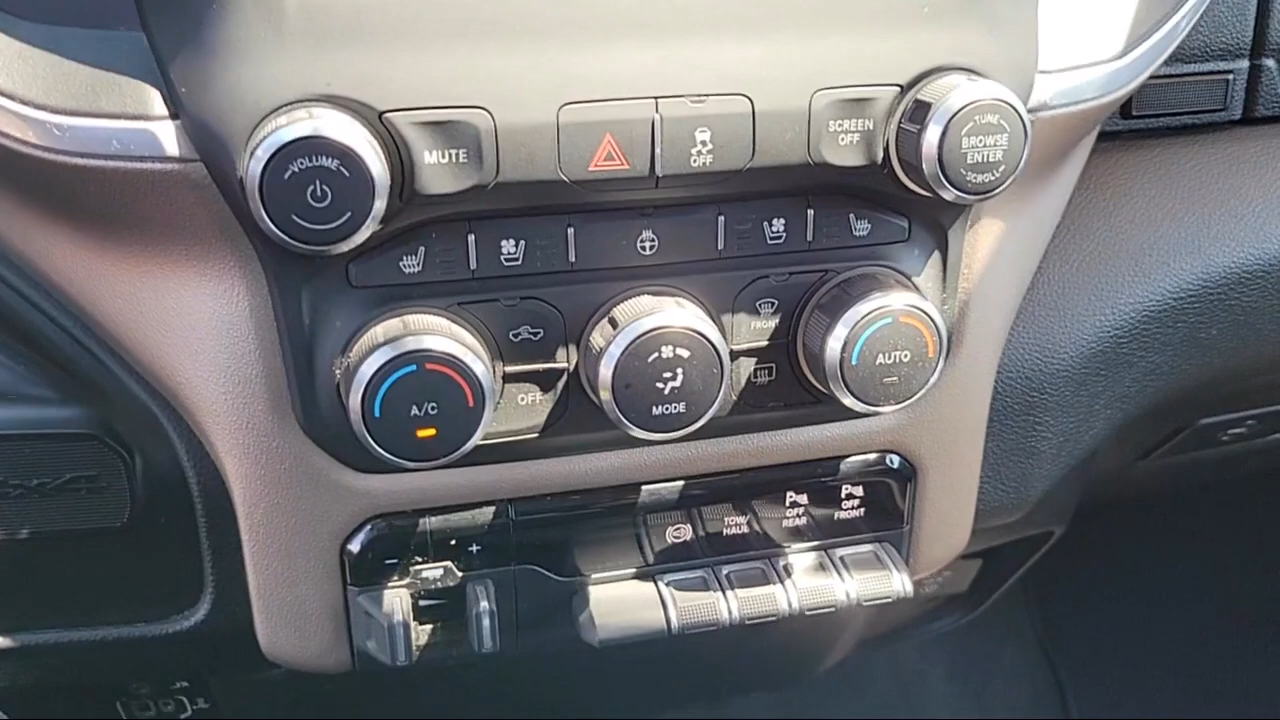 VOLUME
MUTE
OFF
SCREEN
OFF
TUNE
BROWSE
ENTER
SCROLL
A/C
OFF
MODE
FRONT
AUTO
- +
TOW/
HAUL
OFF
REAR
OFF
FRONT
4X4